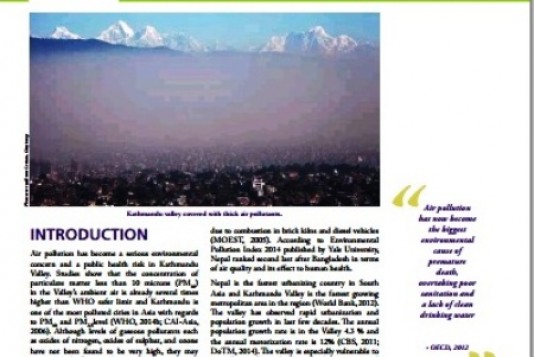 Kathmandu valley covered with thick air pollutants.
INTRODUCTION
Air pollution has become a serious environmental
concern and a public health risk in Kathmandu
Valley. Studies show that the concentration of
particulate matter less than 10 microns (PM10)
in the Valley's ambient air is already several times
higher than WHO safer limit and Kathmandu is
one of the most polluted cities in Asia with regards
to PM10 and level (WHO, 2014b; CAI-Asia,
2006). Although levels of gaseous pollutants such
as oxides of nitrogen, oxides of sulphur, and ozone
have not been found to be very high, they may
due to combustion in brick kilns and diesel vehicles
(MOEST, 2005). According to Environmental
Pollution Index 2014 published by Yale University,
Nepal ranked second last after Bangladesh in terms
of air quality and its effect to human health.
Nepal is the fastest urbanizing country in South
Asia and Kathmandu Valley is the fastest growing
metropolitan area in the region (World Bank, 2012).
The valley has observed rapid urbanization and
population growth in last few decades. The annual
population growth rate is in the Valley 4.3 % and
the annual motorization rate is 12% (CBS, 2011;
DoTM, 2014). The valley is especially vulnerable to
“
Air pollution
has now become
the biggest
environmental
cause of
premature
death,
overtaking poor
sanitation and
a lack of clean
drinking water
- OECD, 2012
”